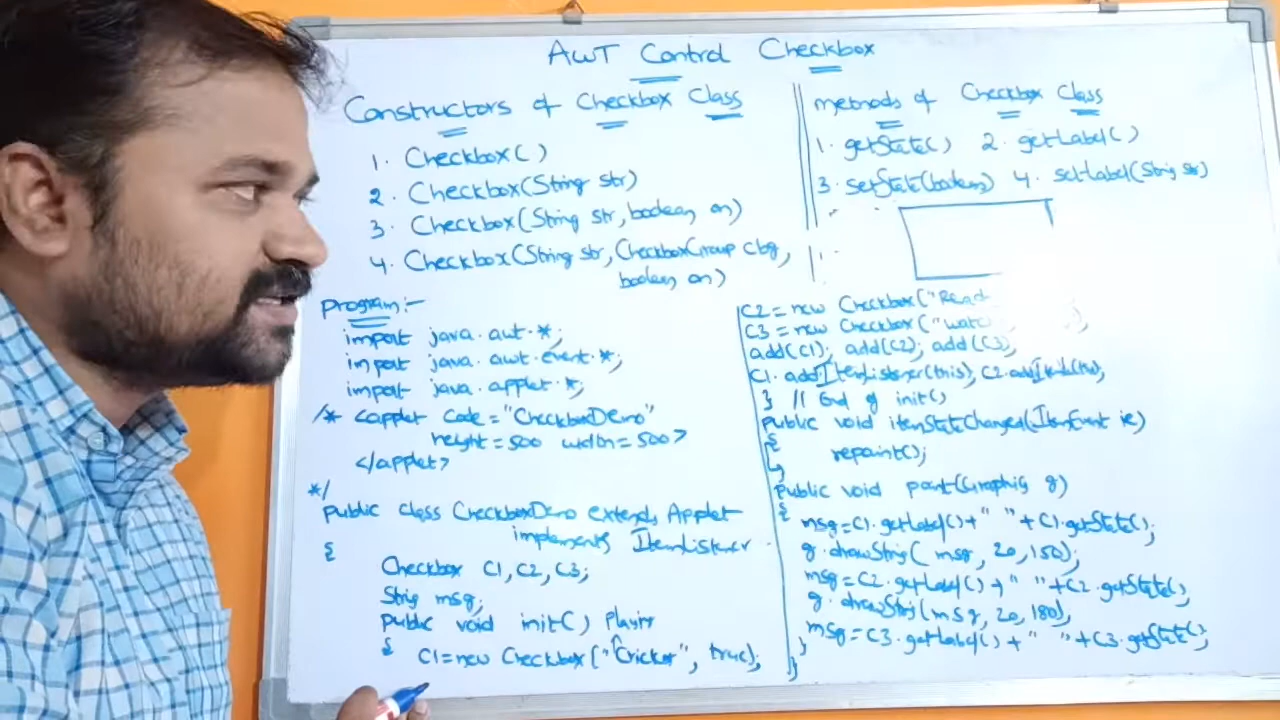 AWT Control Checkbox
Constructors of Checkbox Class
1. Checkbox()
2. Checkbox(String str)
3. Checkbox(String str, boolean on)
4. Checkbox(String str, CheckboxGroup cbg,
boolean on)
Program:-
import java.awt.*;
import java.awt.event.*;
import java.applet.*;
/* <applet code="CheckboxDemo"
height=500 width=500>
</applet>
*/
public class CheckboxDemo extends Applet
implements ItemListener
{
Checkbox C1, C2, C3;
String msg;
public void init() Playing
{ C1=new Checkbox("Cricket", true);
methods of Checkbox Class
1. getState() 2. getLabel()
3. setState(boolean) 4. setLabel(String str)
C2 = new Checkbox("Read
C3 = new Checkbox("watch
add(C1); add(C2); add(C3);
C1.addItemListener(this); C2.addItl(this);
} // End of init()
public void itemStateChanged(ItemEvent ie)
{
repaint();
}
public void paint(Graphics g)
{
msg=C1.getLabel()+" "+C1.getState();
g.drawString(msg, 20, 150);
msg=C2.getLabel()+" "+C2.getState();
g.drawString(msg, 20, 180);
msg=C3.getLabel()+" "+C3.getState();
}
}